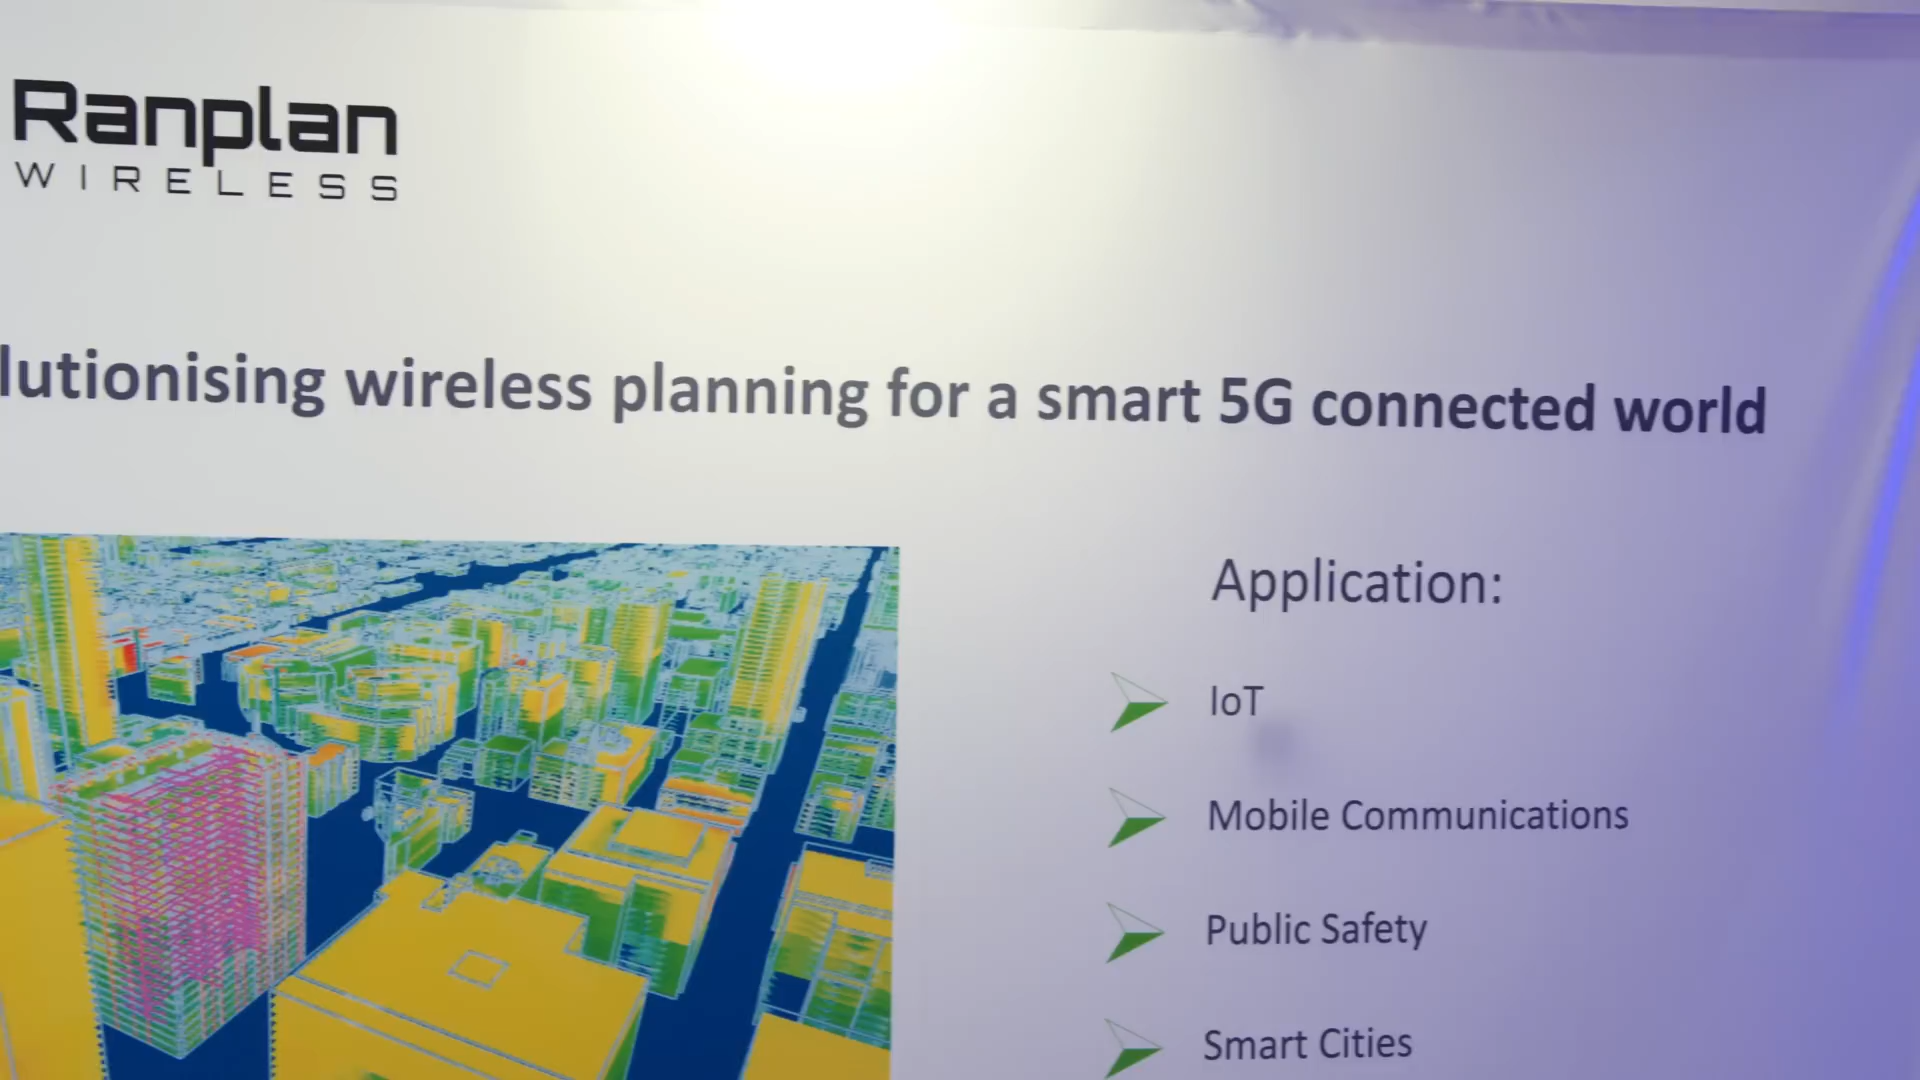 Ranplan
WIRELESS
lutionising wireless planning for a smart 5G connected world
Application:
IoT
Mobile Communications
Public Safety
Smart Cities